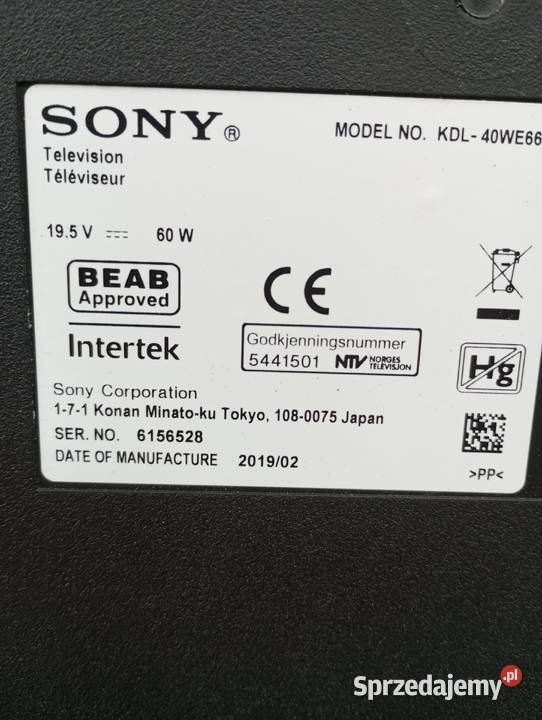 SONY®
MODEL NO. KDL-40WE66
Television
Téléviseur
19.5 V 60 W
BEAB
Approved
Intertek
CE
Godkjenningsnummer
5441501 NTV NORGES
TELEVISJON
Hg
Sony Corporation
1-7-1 Konan Minato-ku Tokyo, 108-0075 Japan
SER. NO. 6156528
DATE OF MANUFACTURE 2019/02
>PP<
Sprzedajemy.pl